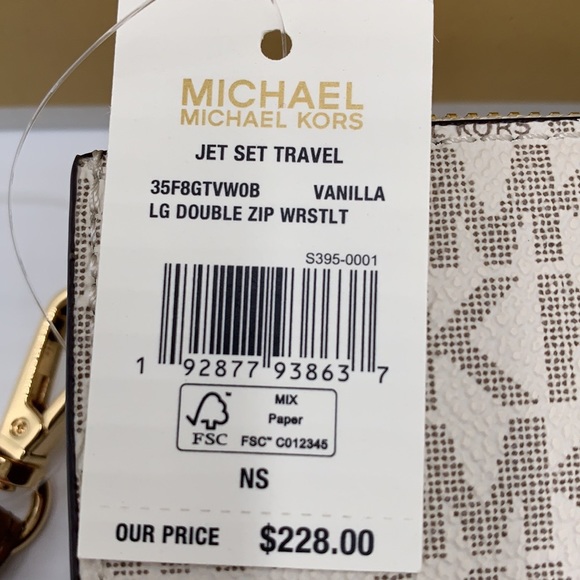 MICHAEL
MICHAEL KORS
JET SET TRAVEL
35F8GTVW0B VANILLA
LG DOUBLE ZIP WRSTLT
S395-0001
1 92877 93863 7
MIX
Paper
FSC FSC™ C012345
NS
OUR PRICE $228.00
KORS